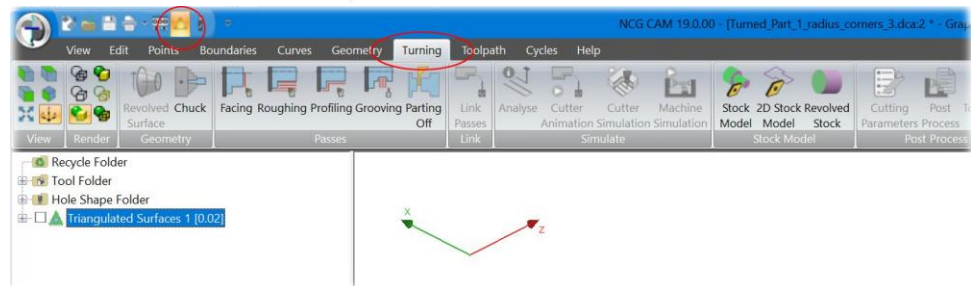 NCG CAM 19.0.00 - [Turned_Part_1_radius_corners_3.dca:2 * - Gra
View Edit Points Boundaries Curves Geometry Turning Toolpath Cycles Help
Revolved Surface Chuck Facing Roughing Profiling Grooving Parting Off Link Passes Analyse Cutter Animation Cutter Simulation Machine Simulation Stock Model 2D Stock Model Revolved Stock Cutting Parameters Post Process
View Render Geometry Passes Link Simulate Stock Model Post Process
Recycle Folder
Tool Folder
Hole Shape Folder
Triangulated Surfaces 1 [0.02]
X
Z